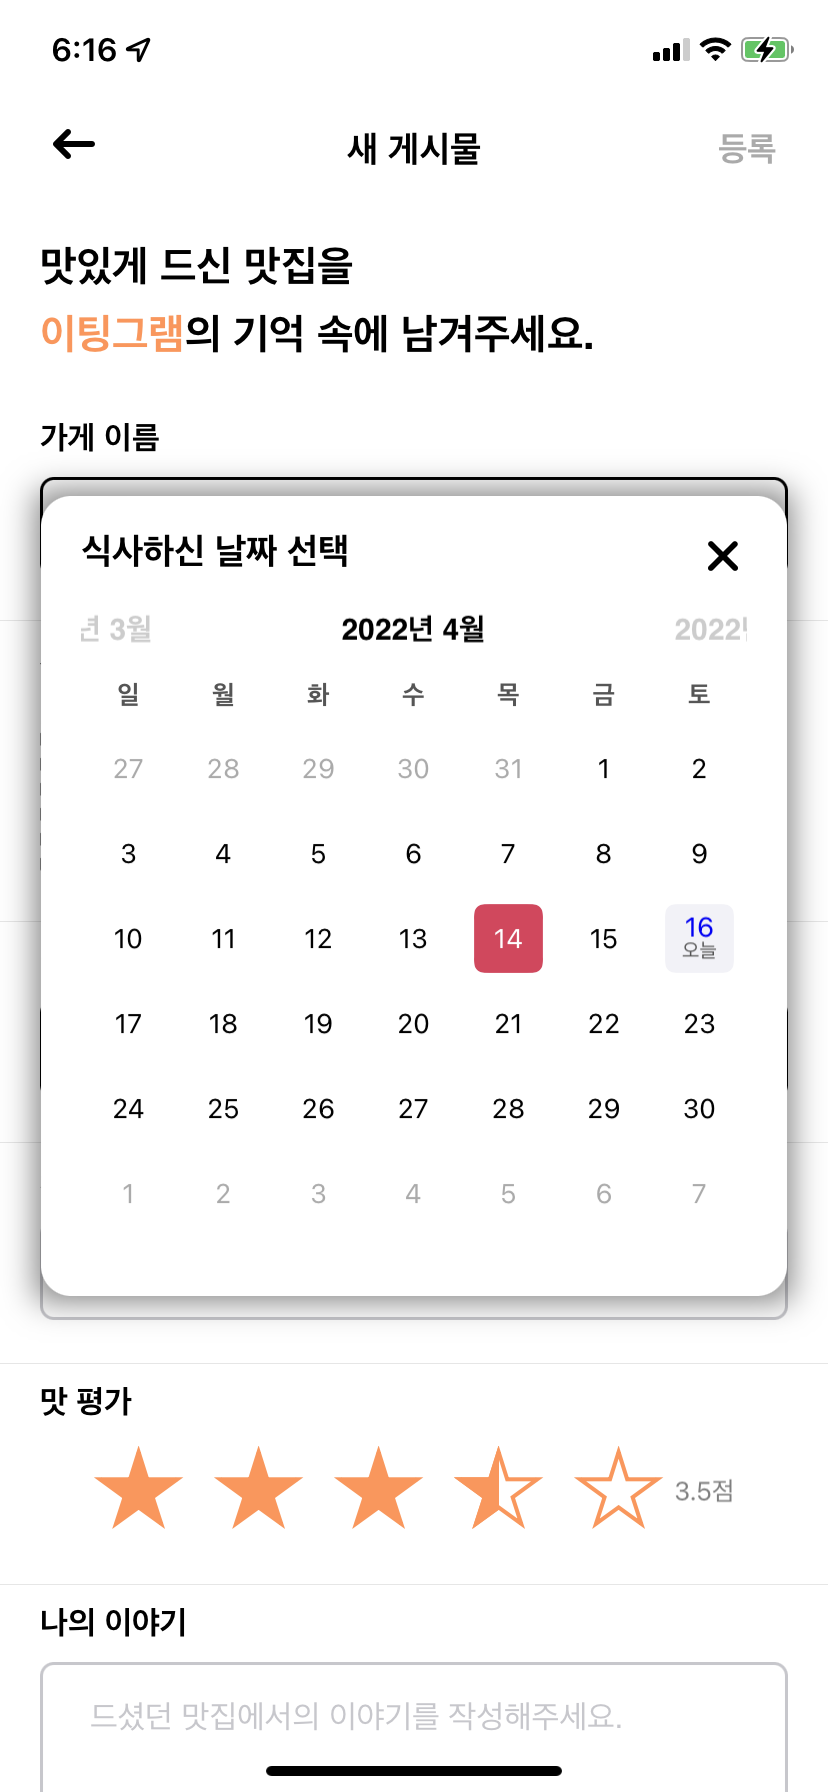 6:16
새 게시물
등록
맛있게 드신 맛집을
이팅그램의 기억 속에 남겨주세요.
가게 이름
식사하신 날짜 선택
년 3월 2022년 4월 2022년
일 월 화 수 목 금 토
27 28 29 30 31 1 2
3 4 5 6 7 8 9
10 11 12 13 14 15 16
오늘
17 18 19 20 21 22 23
24 25 26 27 28 29 30
1 2 3 4 5 6 7
맛 평가
3.5점
나의 이야기
드셨던 맛집에서의 이야기를 작성해주세요.